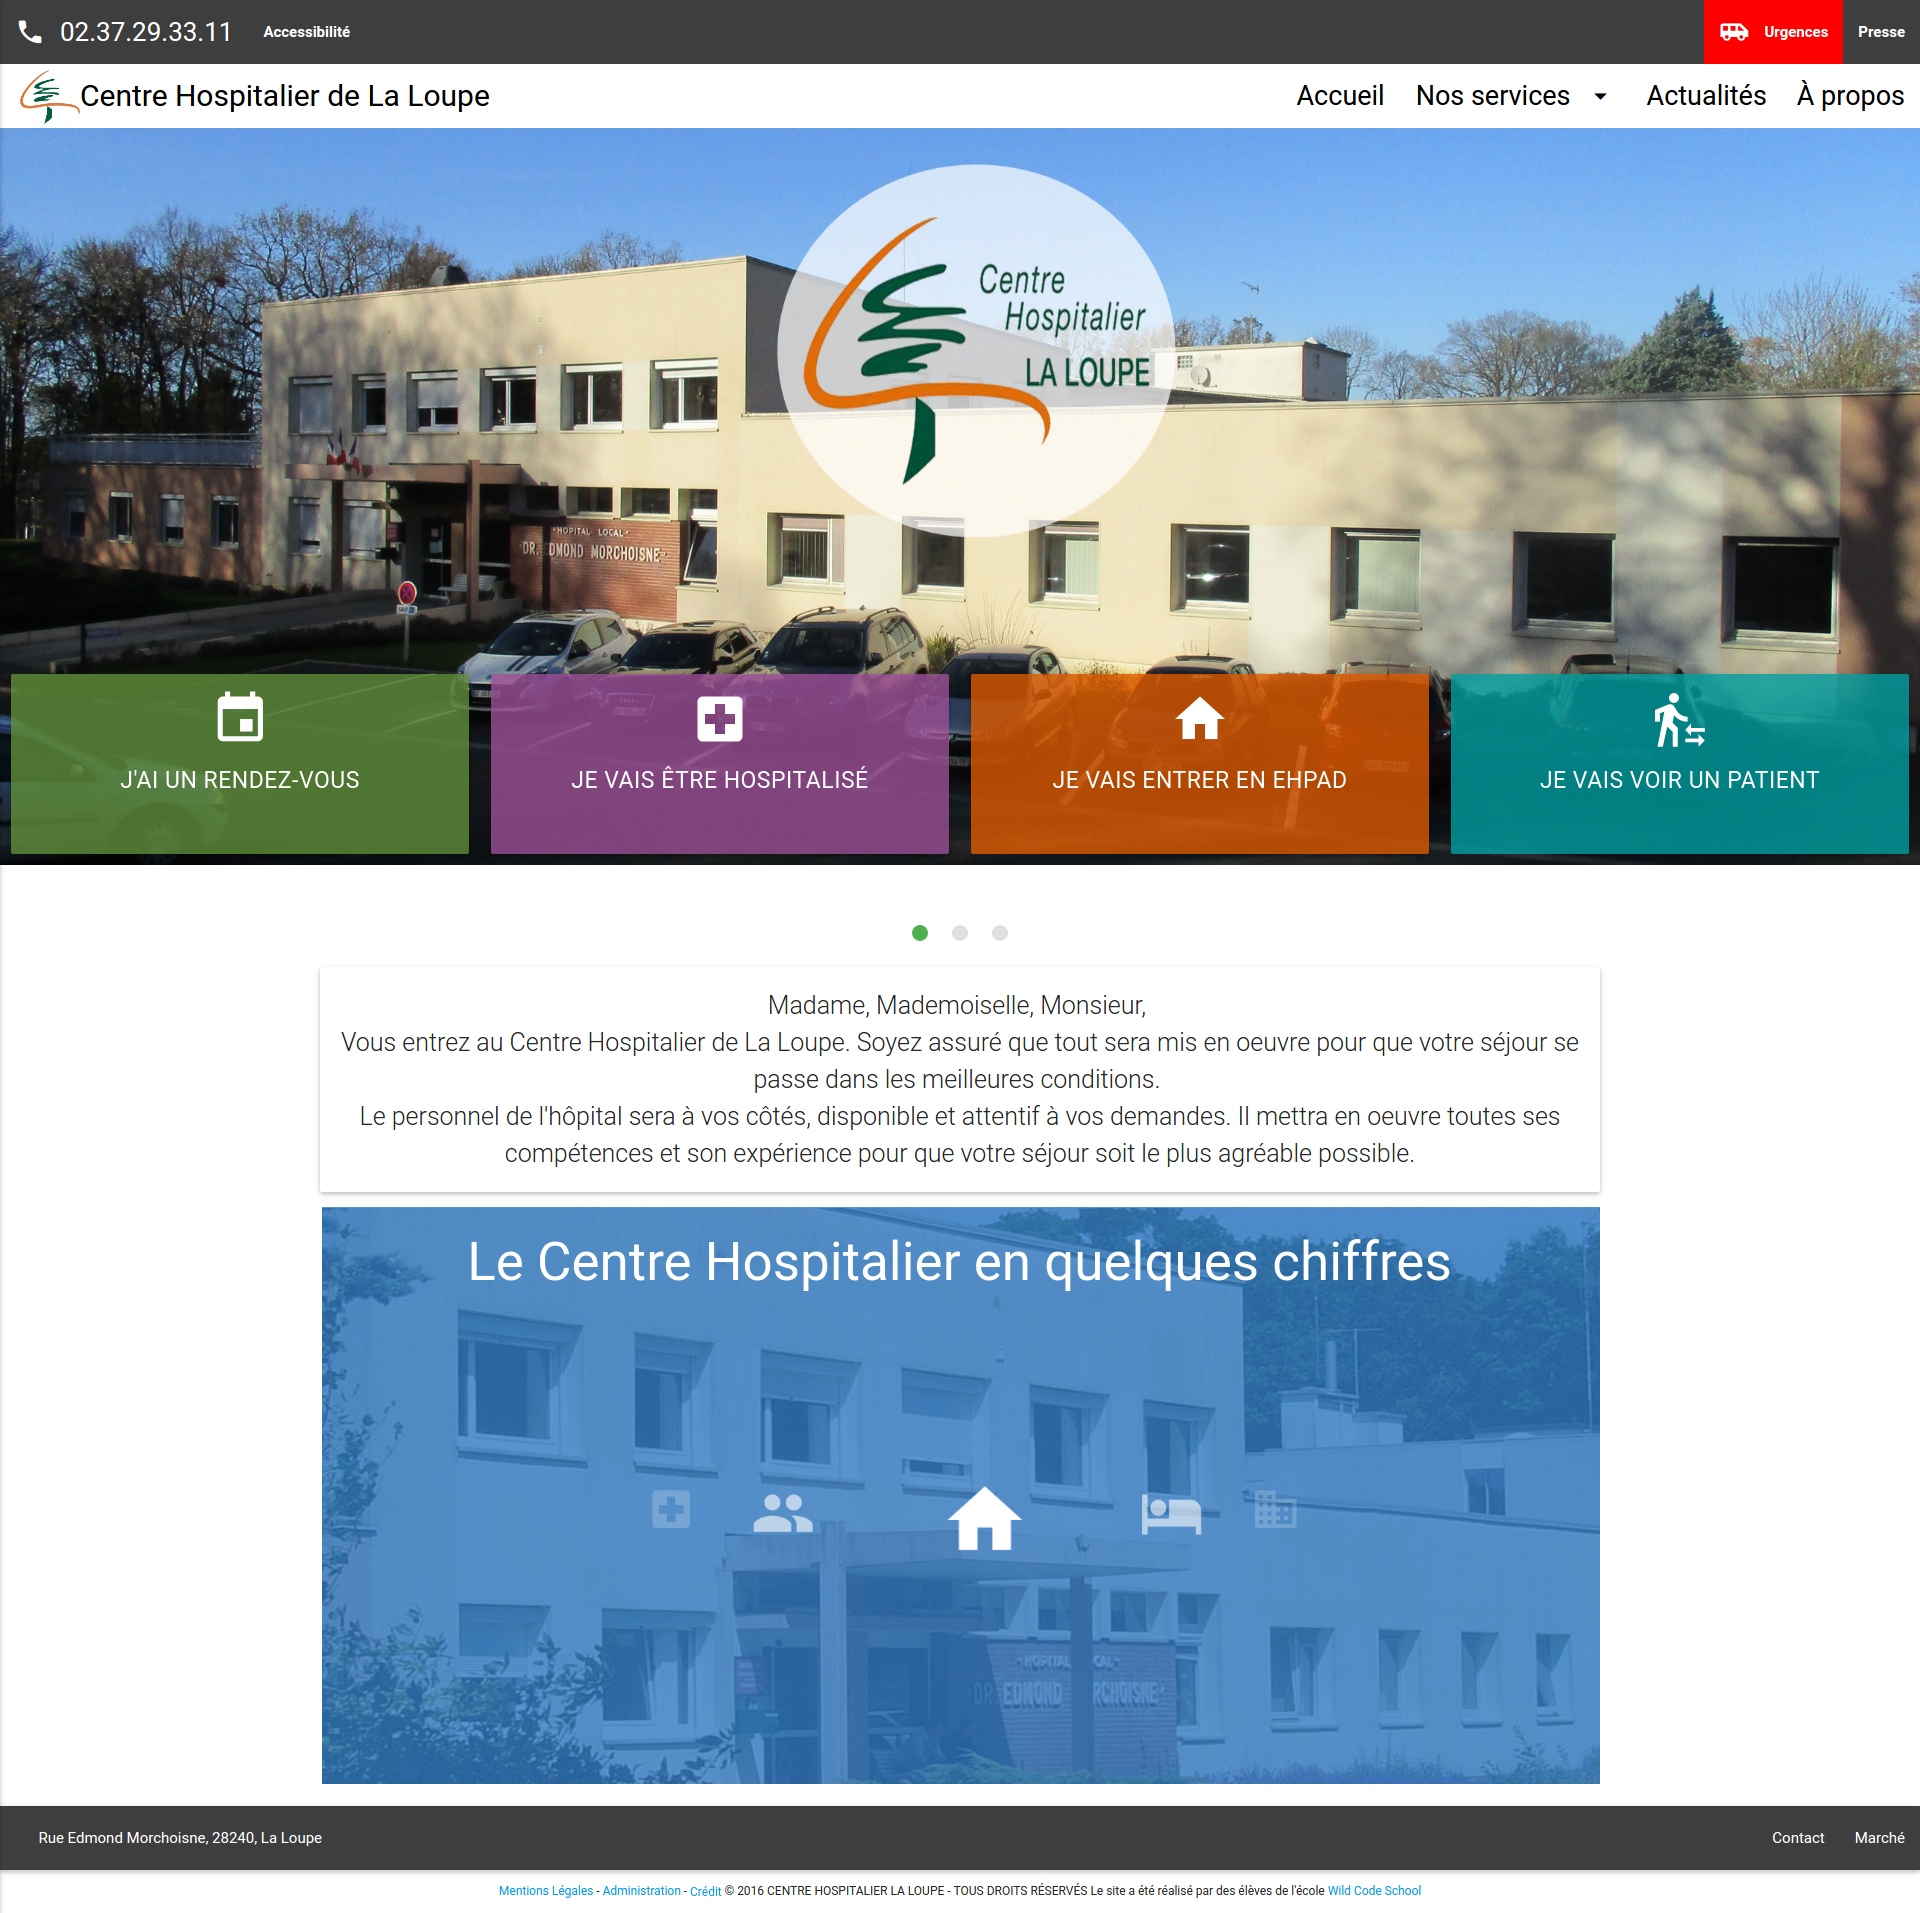 02.37.29.33.11 Accessibilité Urgences Presse
Centre Hospitalier de La Loupe Accueil Nos services Actualités À propos
Centre
Hospitalier
LA LOUPE
HOPITAL LOCAL
DR. EDMOND MORCHOISNE
J'AI UN RENDEZ-VOUS
JE VAIS ÊTRE HOSPITALISÉ
JE VAIS ENTRER EN EHPAD
JE VAIS VOIR UN PATIENT
Madame, Mademoiselle, Monsieur,
Vous entrez au Centre Hospitalier de La Loupe. Soyez assuré que tout sera mis en oeuvre pour que votre séjour se
passe dans les meilleures conditions.
Le personnel de l'hôpital sera à vos côtés, disponible et attentif à vos demandes. Il mettra en oeuvre toutes ses
compétences et son expérience pour que votre séjour soit le plus agréable possible.
Le Centre Hospitalier en quelques chiffres
HOPITAL LOCAL
DR EDMOND MORCHOISNE
Rue Edmond Morchoisne, 28240, La Loupe Contact Marché
Mentions Légales - Administration - Crédit © 2016 CENTRE HOSPITALIER LA LOUPE - TOUS DROITS RÉSERVÉS Le site a été réalisé par des élèves de l'école Wild Code School